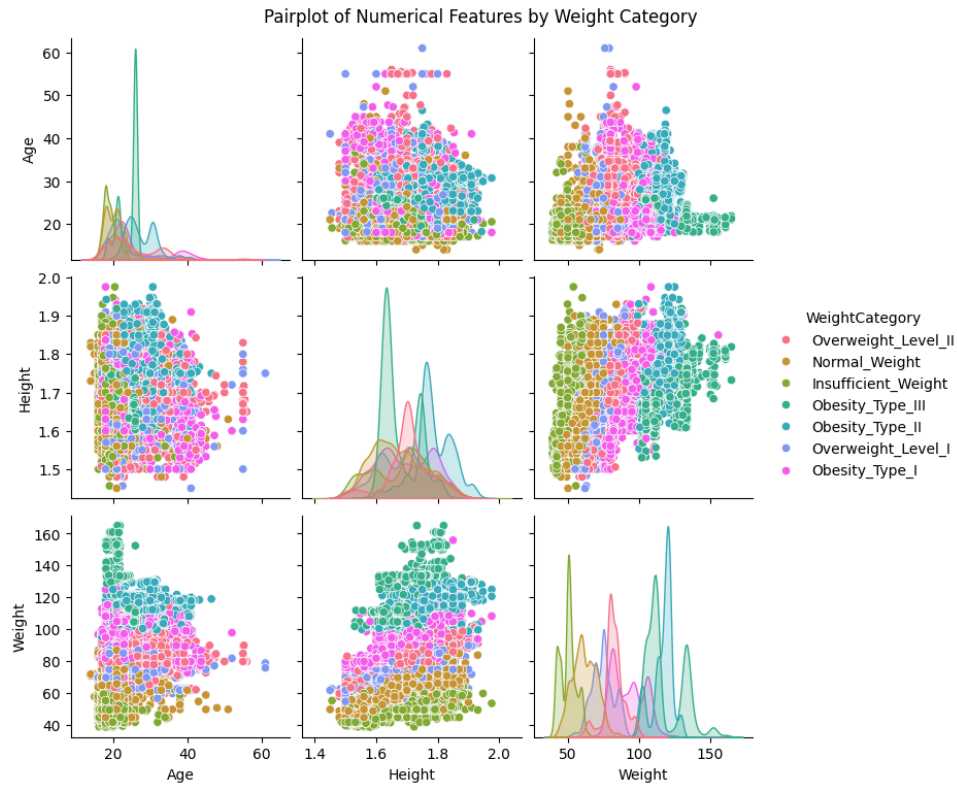 Pairplot of Numerical Features by Weight Category
60
50
40
30
20
Age
2.0
1.9
1.8
1.7
1.6
1.5
Height
WeightCategory
Overweight_Level_II
Normal_Weight
Insufficient_Weight
Obesity_Type_III
Obesity_Type_II
Overweight_Level_I
Obesity_Type_I
160
140
120
100
80
60
40
Weight
20 40 60
1.4 1.6 1.8 2.0
50 100 150
Age Height Weight